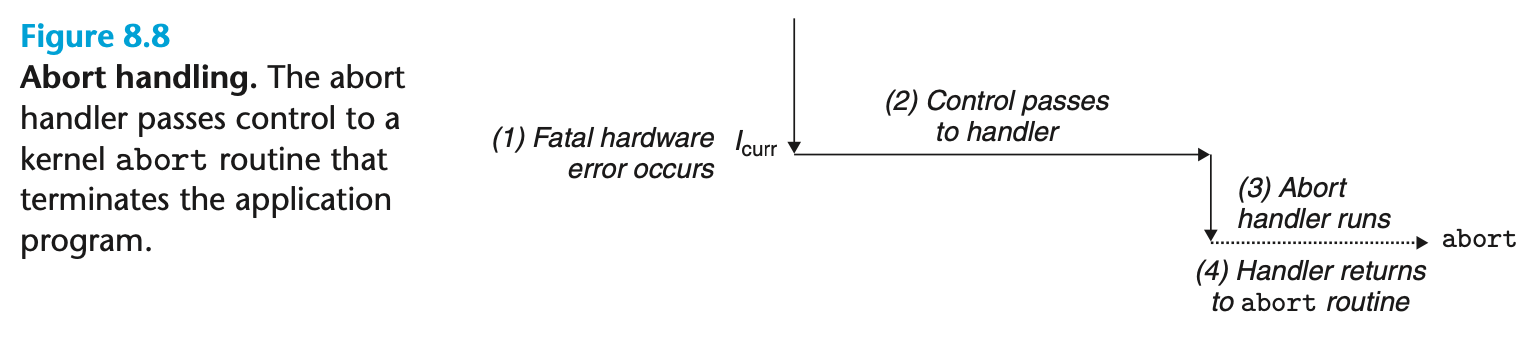 Figure 8.8
Abort handling. The abort
handler passes control to a
kernel abort routine that
terminates the application
program.
(1) Fatal hardware
error occurs
Icurr
(2) Control passes
to handler
(3) Abort
handler runs
abort
(4) Handler returns
to abort routine